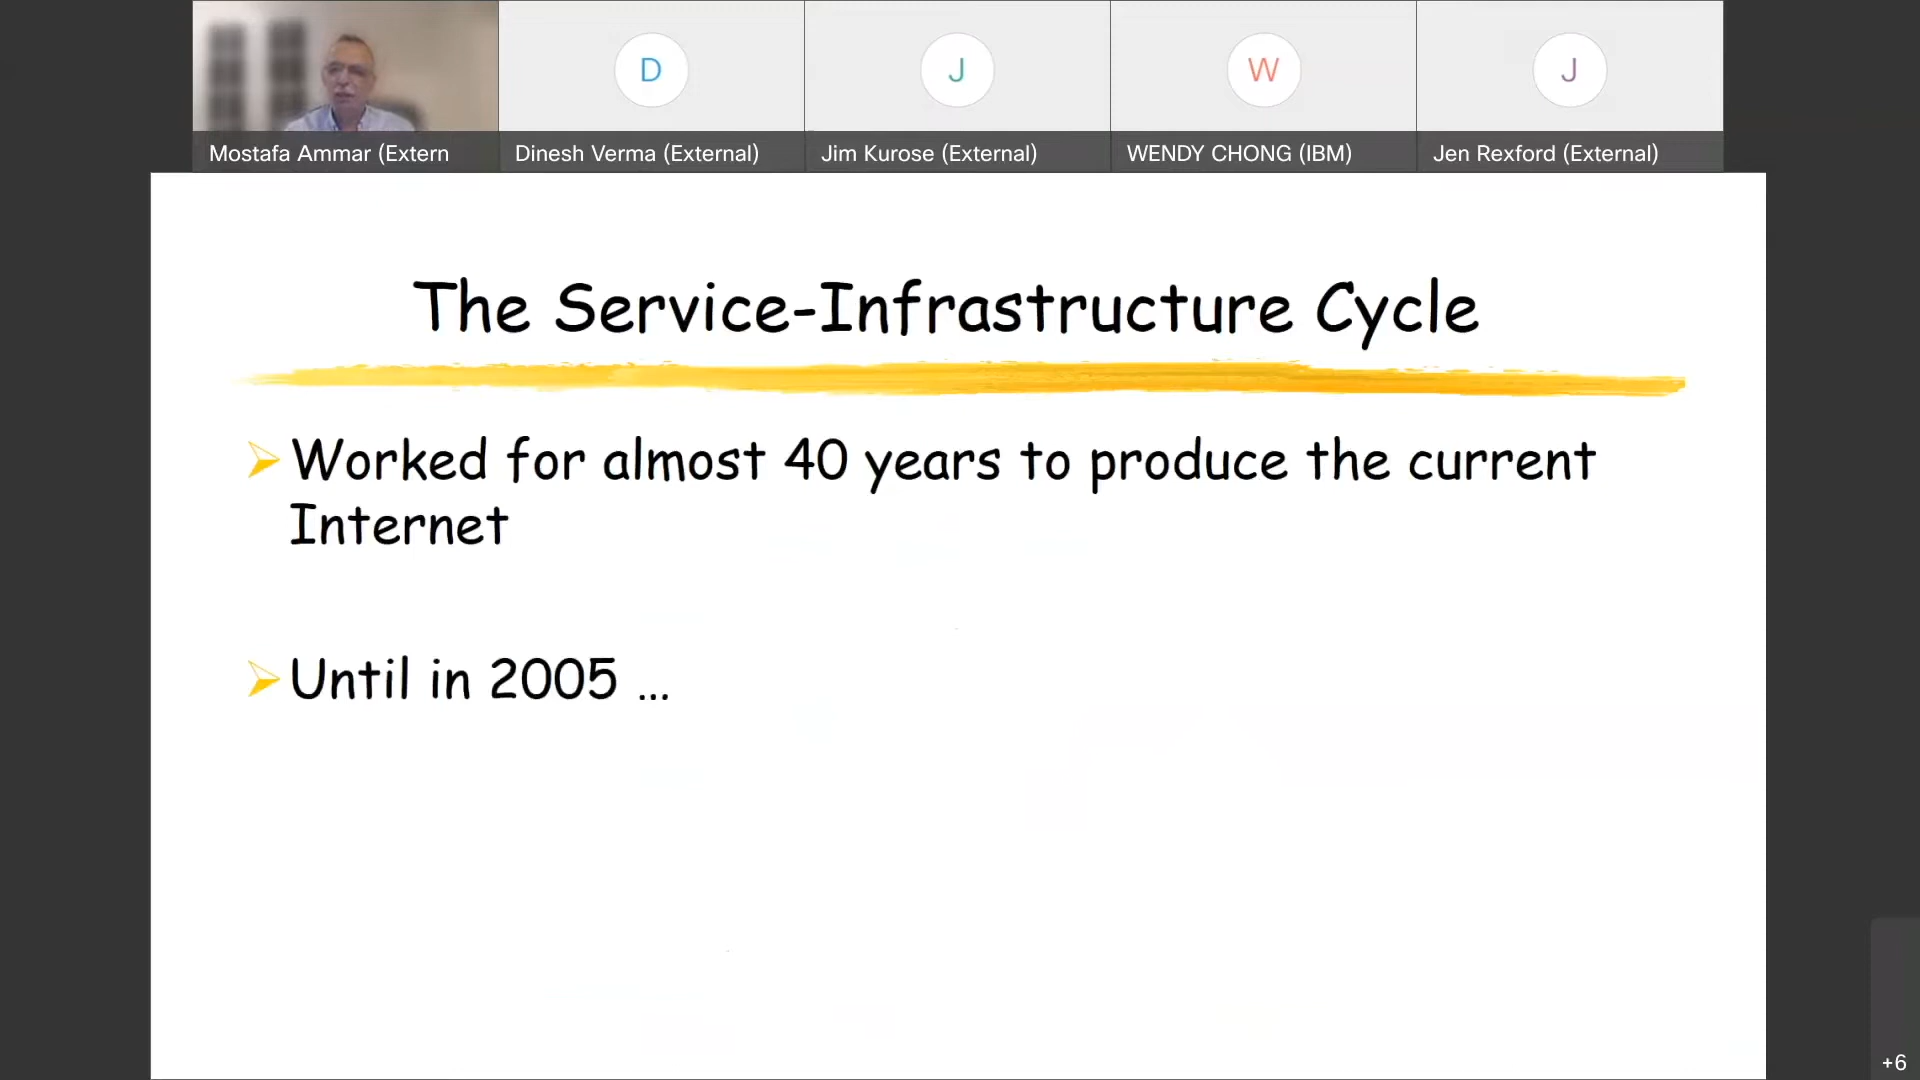 D
J
W
J
Mostafa Ammar (Extern
Dinesh Verma (External)
Jim Kurose (External)
WENDY CHONG (IBM)
Jen Rexford (External)
The Service-Infrastructure Cycle
Worked for almost 40 years to produce the current
Internet
Until in 2005 ...
+6